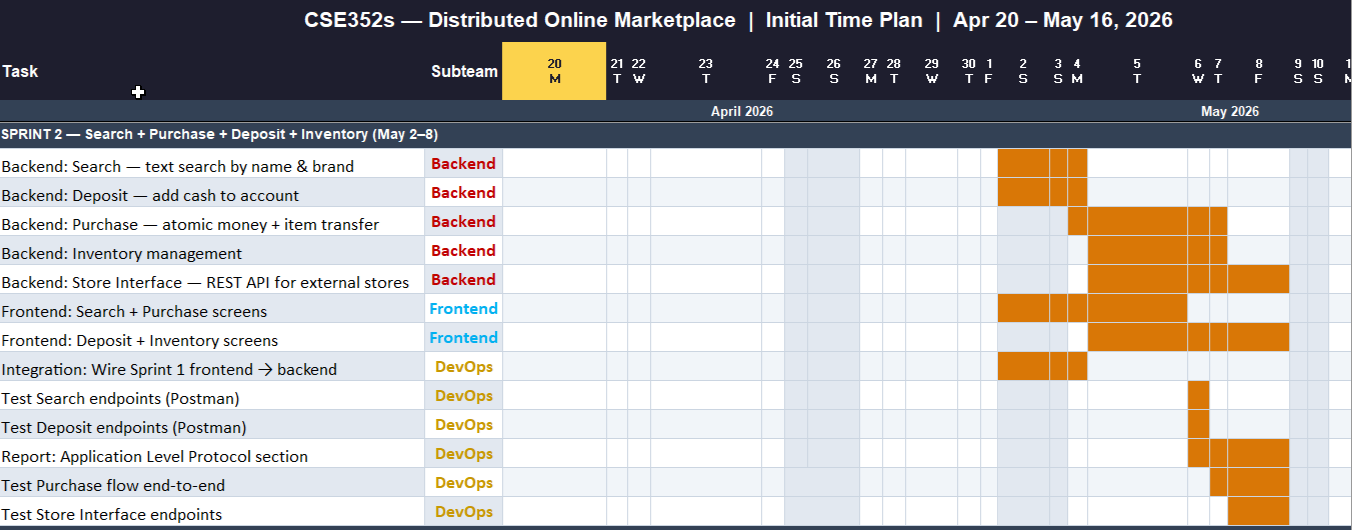 CSE352s — Distributed Online Marketplace | Initial Time Plan | Apr 20 – May 16, 2026
Task Subteam 20 21 22 23 24 25 26 27 28 29 30 1 2 3 4 5 6 7 8 9 10
M T W T F S S M T W T F S S M T W T F S S
April 2026 May 2026
SPRINT 2 — Search + Purchase + Deposit + Inventory (May 2–8)
Backend: Search — text search by name & brand Backend
Backend: Deposit — add cash to account Backend
Backend: Purchase — atomic money + item transfer Backend
Backend: Inventory management Backend
Backend: Store Interface — REST API for external stores Backend
Frontend: Search + Purchase screens Frontend
Frontend: Deposit + Inventory screens Frontend
Integration: Wire Sprint 1 frontend → backend DevOps
Test Search endpoints (Postman) DevOps
Test Deposit endpoints (Postman) DevOps
Report: Application Level Protocol section DevOps
Test Purchase flow end-to-end DevOps
Test Store Interface endpoints DevOps